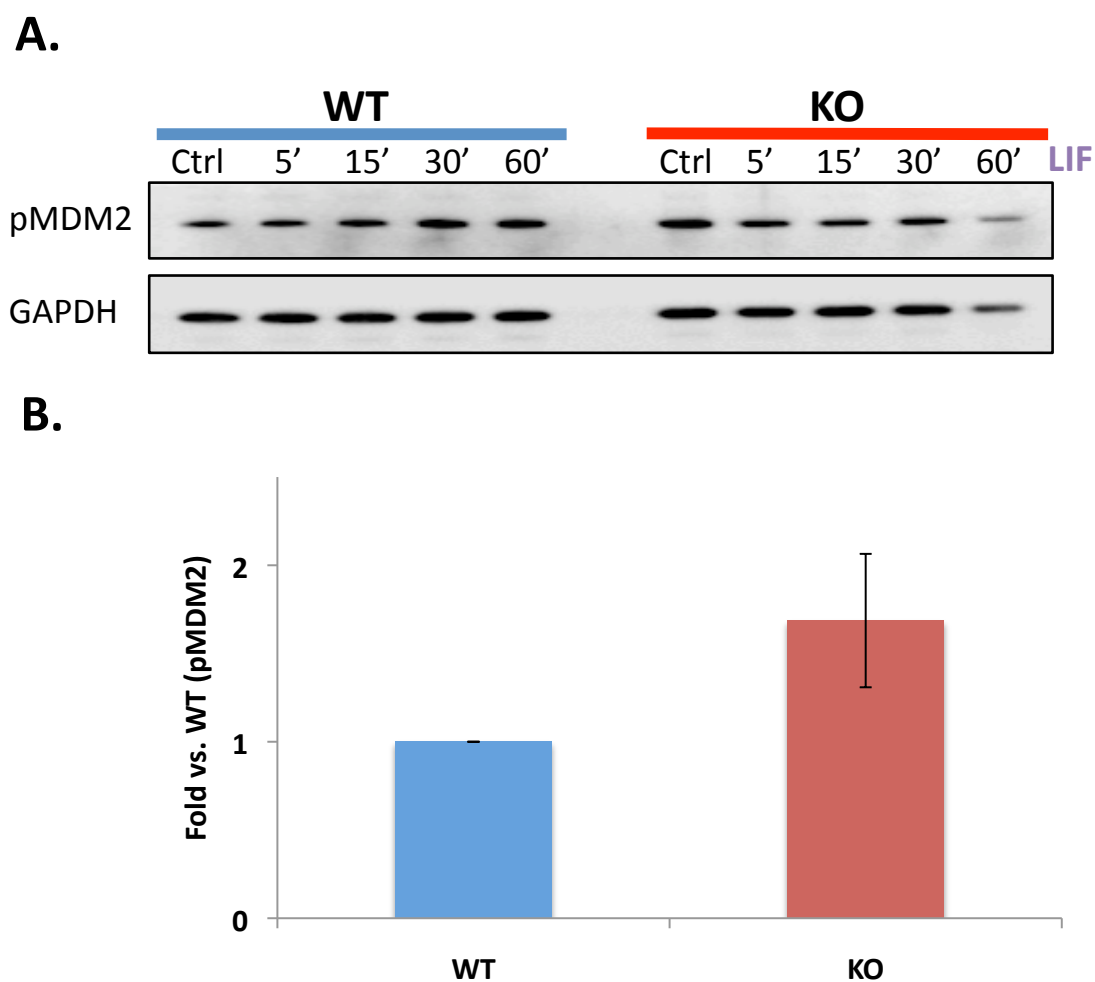 A.
WT KO
Ctrl 5’ 15’ 30’ 60’ Ctrl 5’ 15’ 30’ 60’ LIF
pMDM2
GAPDH
B.
Fold vs. WT (pMDM2)
2
1
0
WT KO